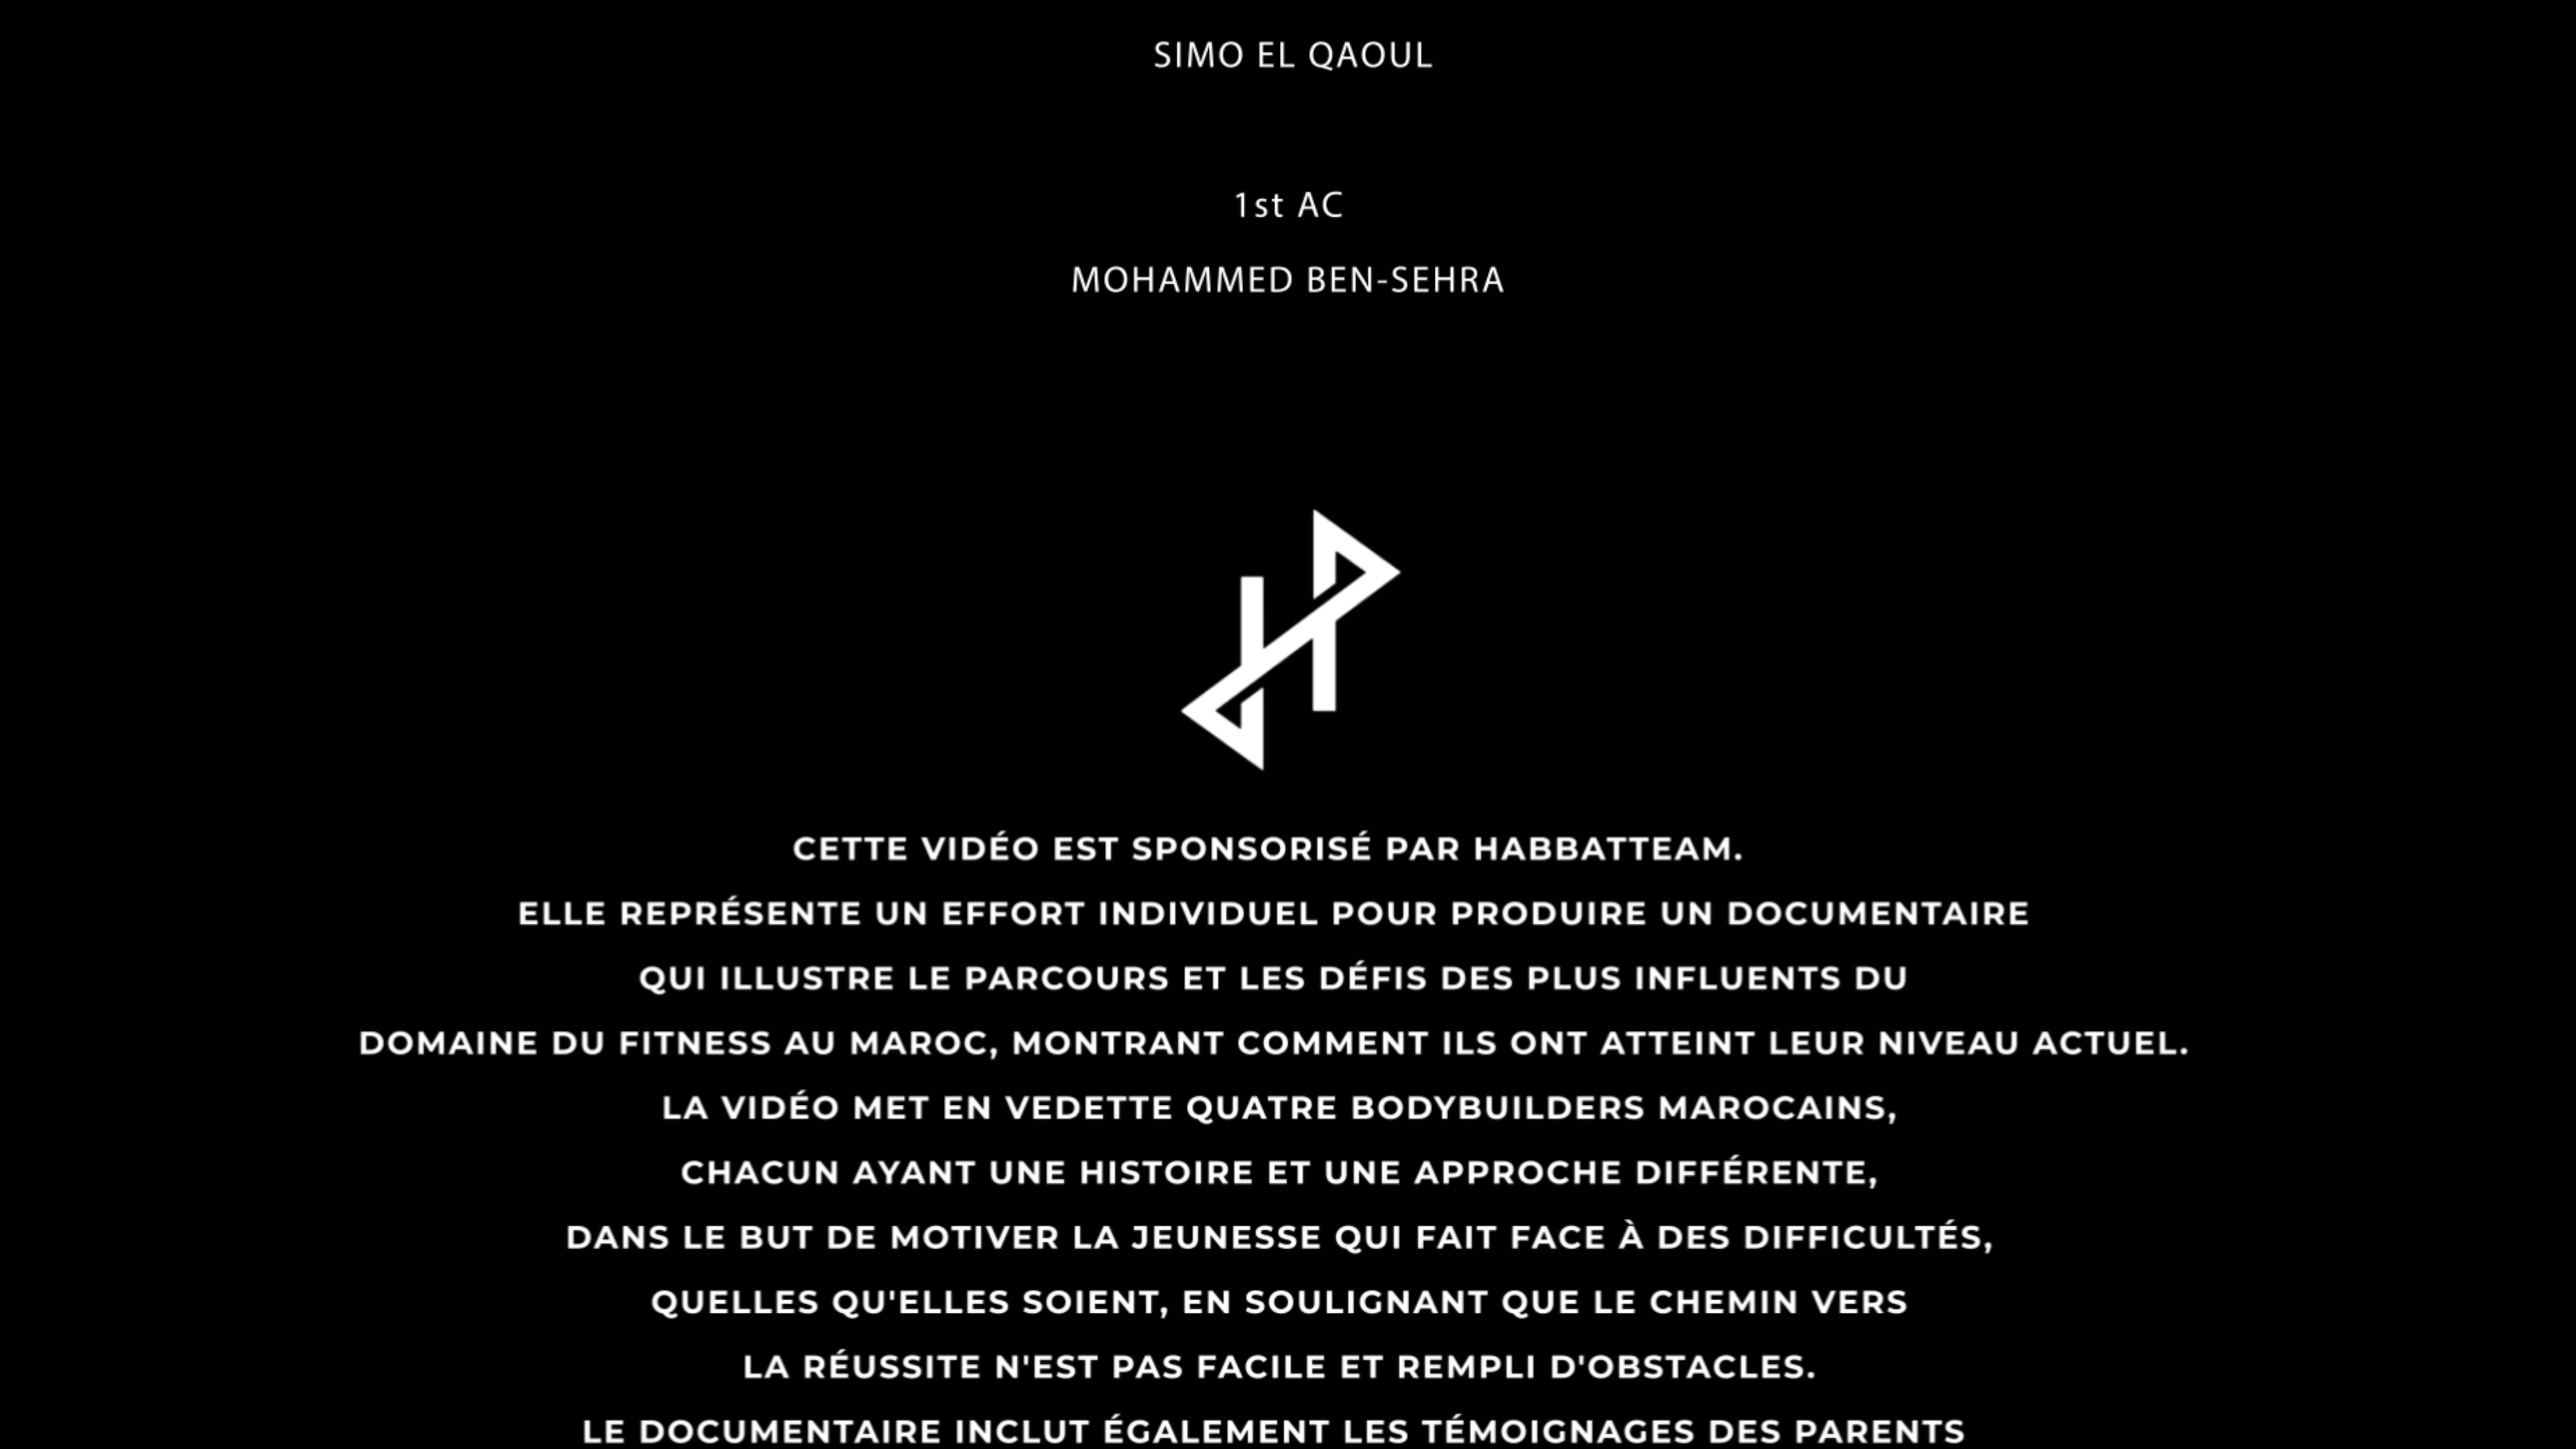 SIMO EL QAOUL
1st AC
MOHAMMED BEN-SEHRA
CETTE VIDÉO EST SPONSORISÉ PAR HABBATTEAM.
ELLE REPRÉSENTE UN EFFORT INDIVIDUEL POUR PRODUIRE UN DOCUMENTAIRE
QUI ILLUSTRE LE PARCOURS ET LES DÉFIS DES PLUS INFLUENTS DU
DOMAINE DU FITNESS AU MAROC, MONTRANT COMMENT ILS ONT ATTEINT LEUR NIVEAU ACTUEL.
LA VIDÉO MET EN VEDETTE QUATRE BODYBUILDERS MAROCAINS,
CHACUN AYANT UNE HISTOIRE ET UNE APPROCHE DIFFÉRENTE,
DANS LE BUT DE MOTIVER LA JEUNESSE QUI FAIT FACE À DES DIFFICULTÉS,
QUELLES QU'ELLES SOIENT, EN SOULIGNANT QUE LE CHEMIN VERS
LA RÉUSSITE N'EST PAS FACILE ET REMPLI D'OBSTACLES.
LE DOCUMENTAIRE INCLUT ÉGALEMENT LES TÉMOIGNAGES DES PARENTS